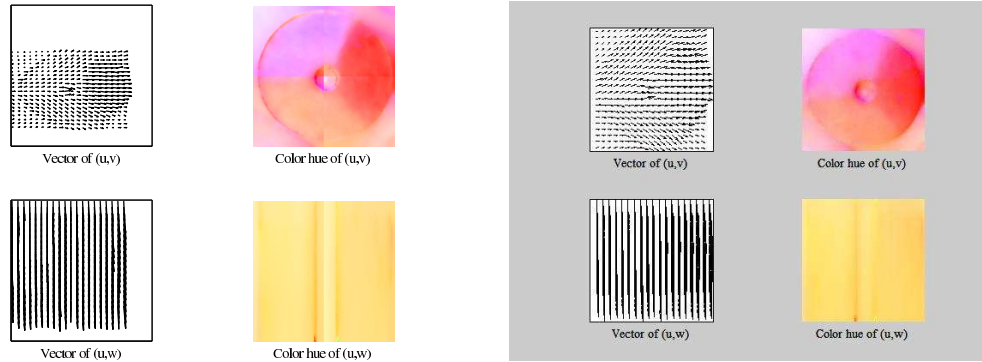 Vector of (u,v)
Color hue of (u,v)
Vector of (u,v)
Color hue of (u,v)
Vector of (u,w)
Color hue of (u,w)
Vector of (u,w)
Color hue of (u,w)